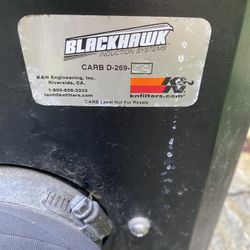 BLACKHAWK
INDUCTION SYSTEMS
CARB D-269-
K&N Engineering, Inc.
Riverside, CA
1-800-858-3333
tech@knfilters.com
K&N
knfilters.com
CARB Label Not For Resale